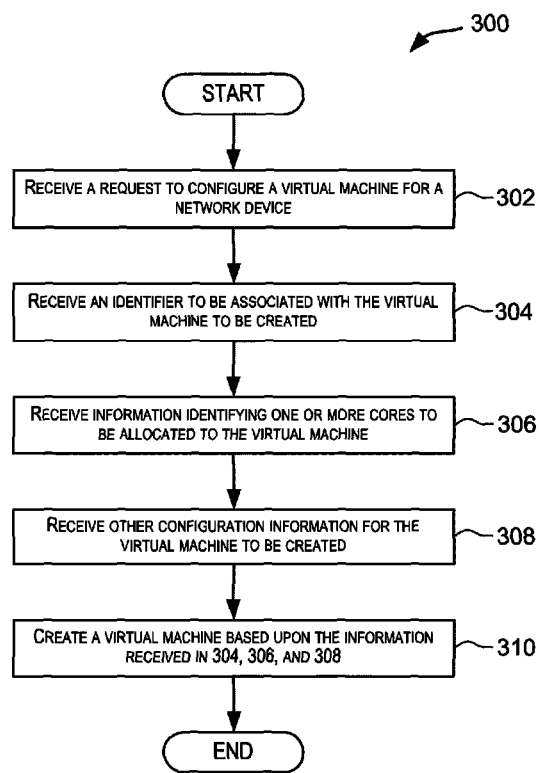 300
START
RECEIVE A REQUEST TO CONFIGURE A VIRTUAL MACHINE FOR A
NETWORK DEVICE
302
RECEIVE AN IDENTIFIER TO BE ASSOCIATED WITH THE VIRTUAL
MACHINE TO BE CREATED
304
RECEIVE INFORMATION IDENTIFYING ONE OR MORE CORES TO
BE ALLOCATED TO THE VIRTUAL MACHINE
306
RECEIVE OTHER CONFIGURATION INFORMATION FOR THE
VIRTUAL MACHINE TO BE CREATED
308
CREATE A VIRTUAL MACHINE BASED UPON THE INFORMATION
RECEIVED IN 304, 306, AND 308
310
END